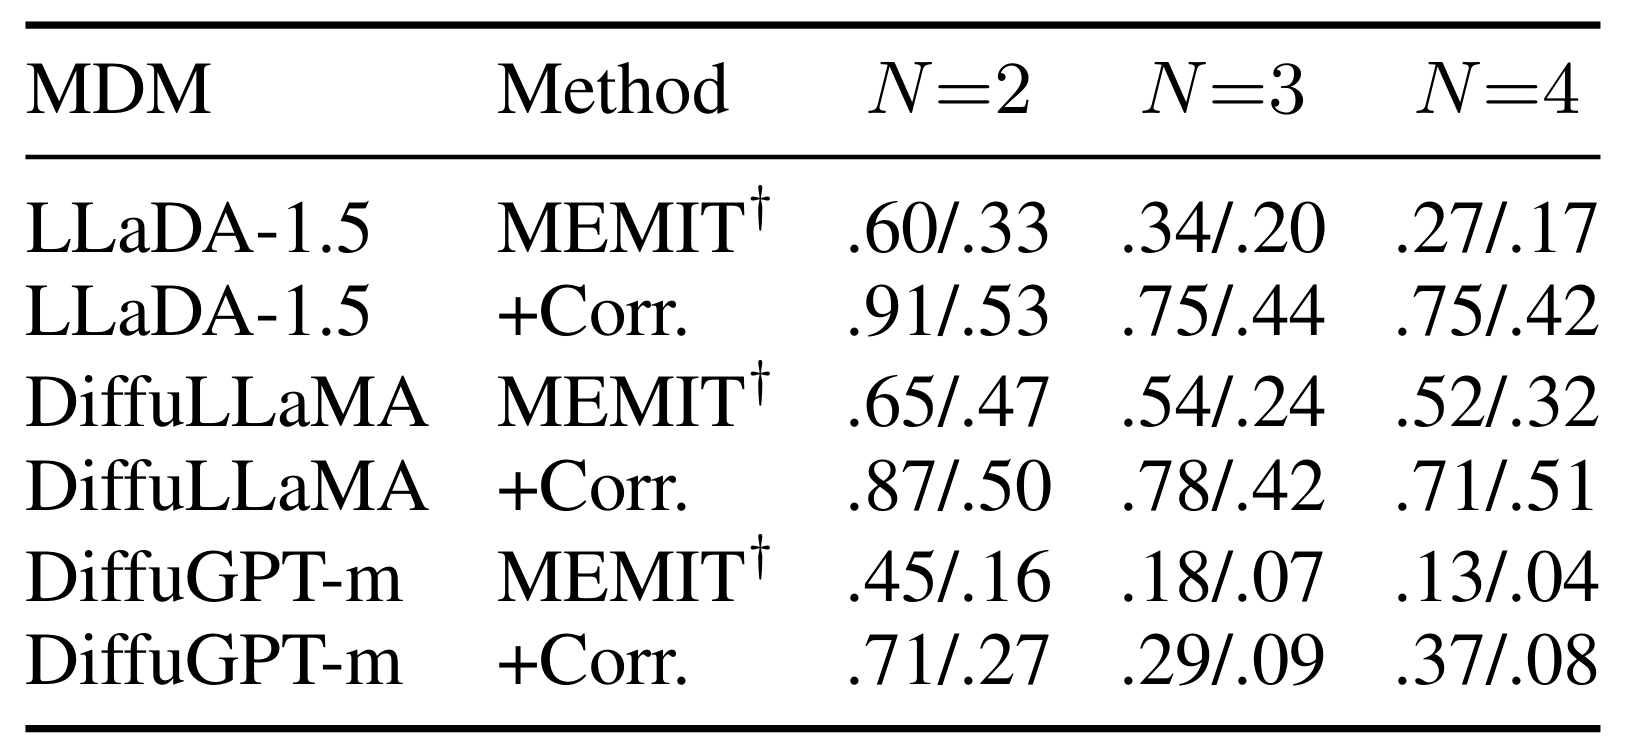 MDM Method N=2 N=3 N=4
LLaDA-1.5 MEMIT† .60/.33 .34/.20 .27/.17
LLaDA-1.5 +Corr. .91/.53 .75/.44 .75/.42
DiffuLLaMA MEMIT† .65/.47 .54/.24 .52/.32
DiffuLLaMA +Corr. .87/.50 .78/.42 .71/.51
DiffuGPT-m MEMIT† .45/.16 .18/.07 .13/.04
DiffuGPT-m +Corr. .71/.27 .29/.09 .37/.08